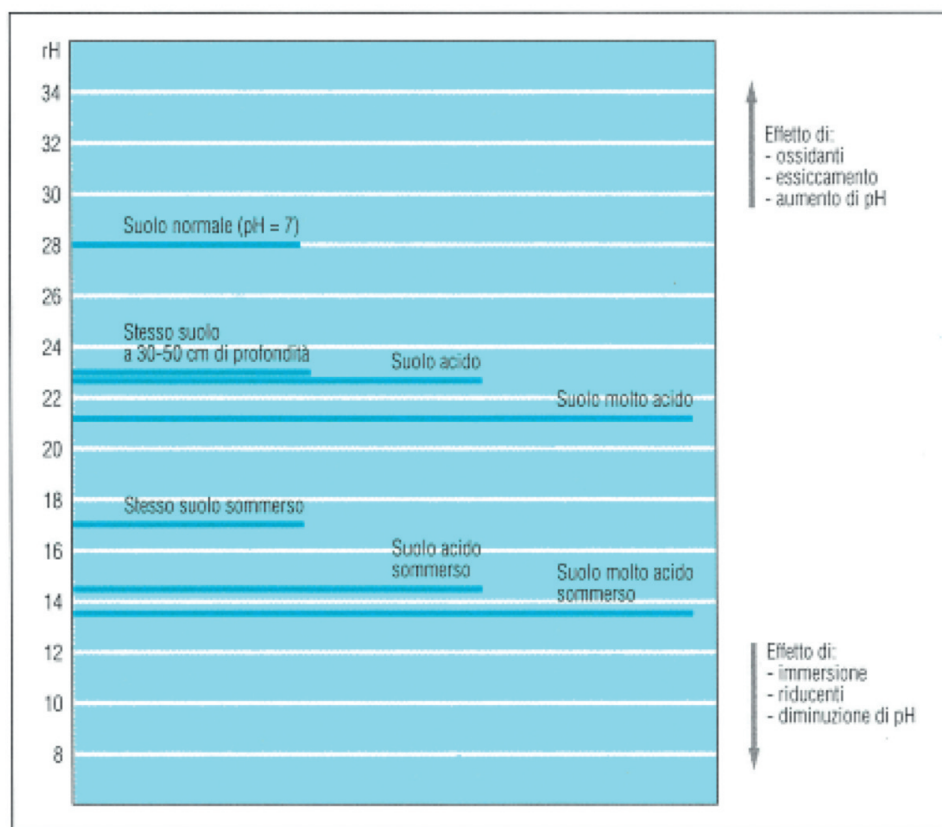 rH
34
32
30
28
26
24
22
20
18
16
14
12
10
8
Suolo normale (pH = 7)
Stesso suolo
a 30-50 cm di profondità
Suolo acido
Suolo molto acido
Stesso suolo sommerso
Suolo acido
sommerso
Suolo molto acido
sommerso
Effetto di:
- ossidanti
- essiccamento
- aumento di pH
Effetto di:
- immersione
- riducenti
- diminuzione di pH